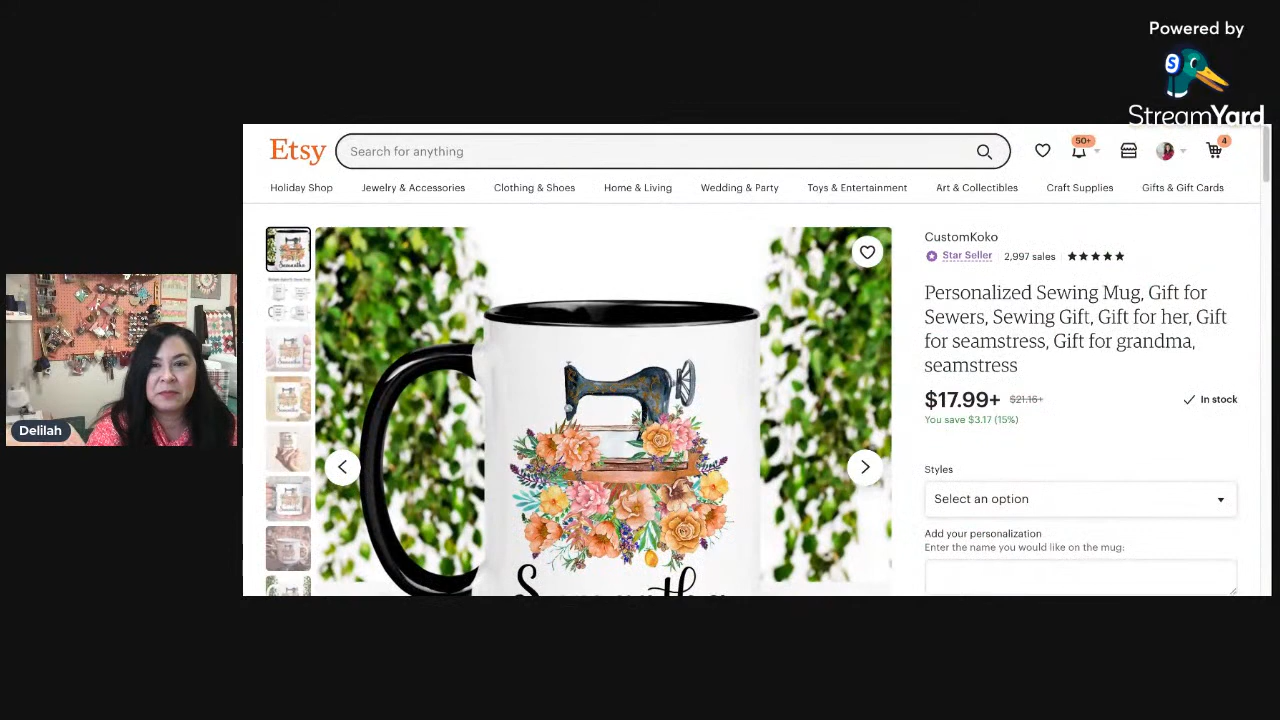 Powered by
StreamYard
Etsy
Search for anything
50+
4
Holiday Shop
Jewelry & Accessories
Clothing & Shoes
Home & Living
Wedding & Party
Toys & Entertainment
Art & Collectibles
Craft Supplies
Gifts & Gift Cards
CustomKoko
Star Seller
2,997 sales
Personalized Sewing Mug, Gift for
Sewers, Sewing Gift, Gift for her, Gift
for seamstress, Gift for grandma,
seamstress
$17.99+
$21.16+
In stock
You save $3.17 (15%)
Styles
Select an option
Add your personalization
Enter the name you would like on the mug:
Samantha
Delilah